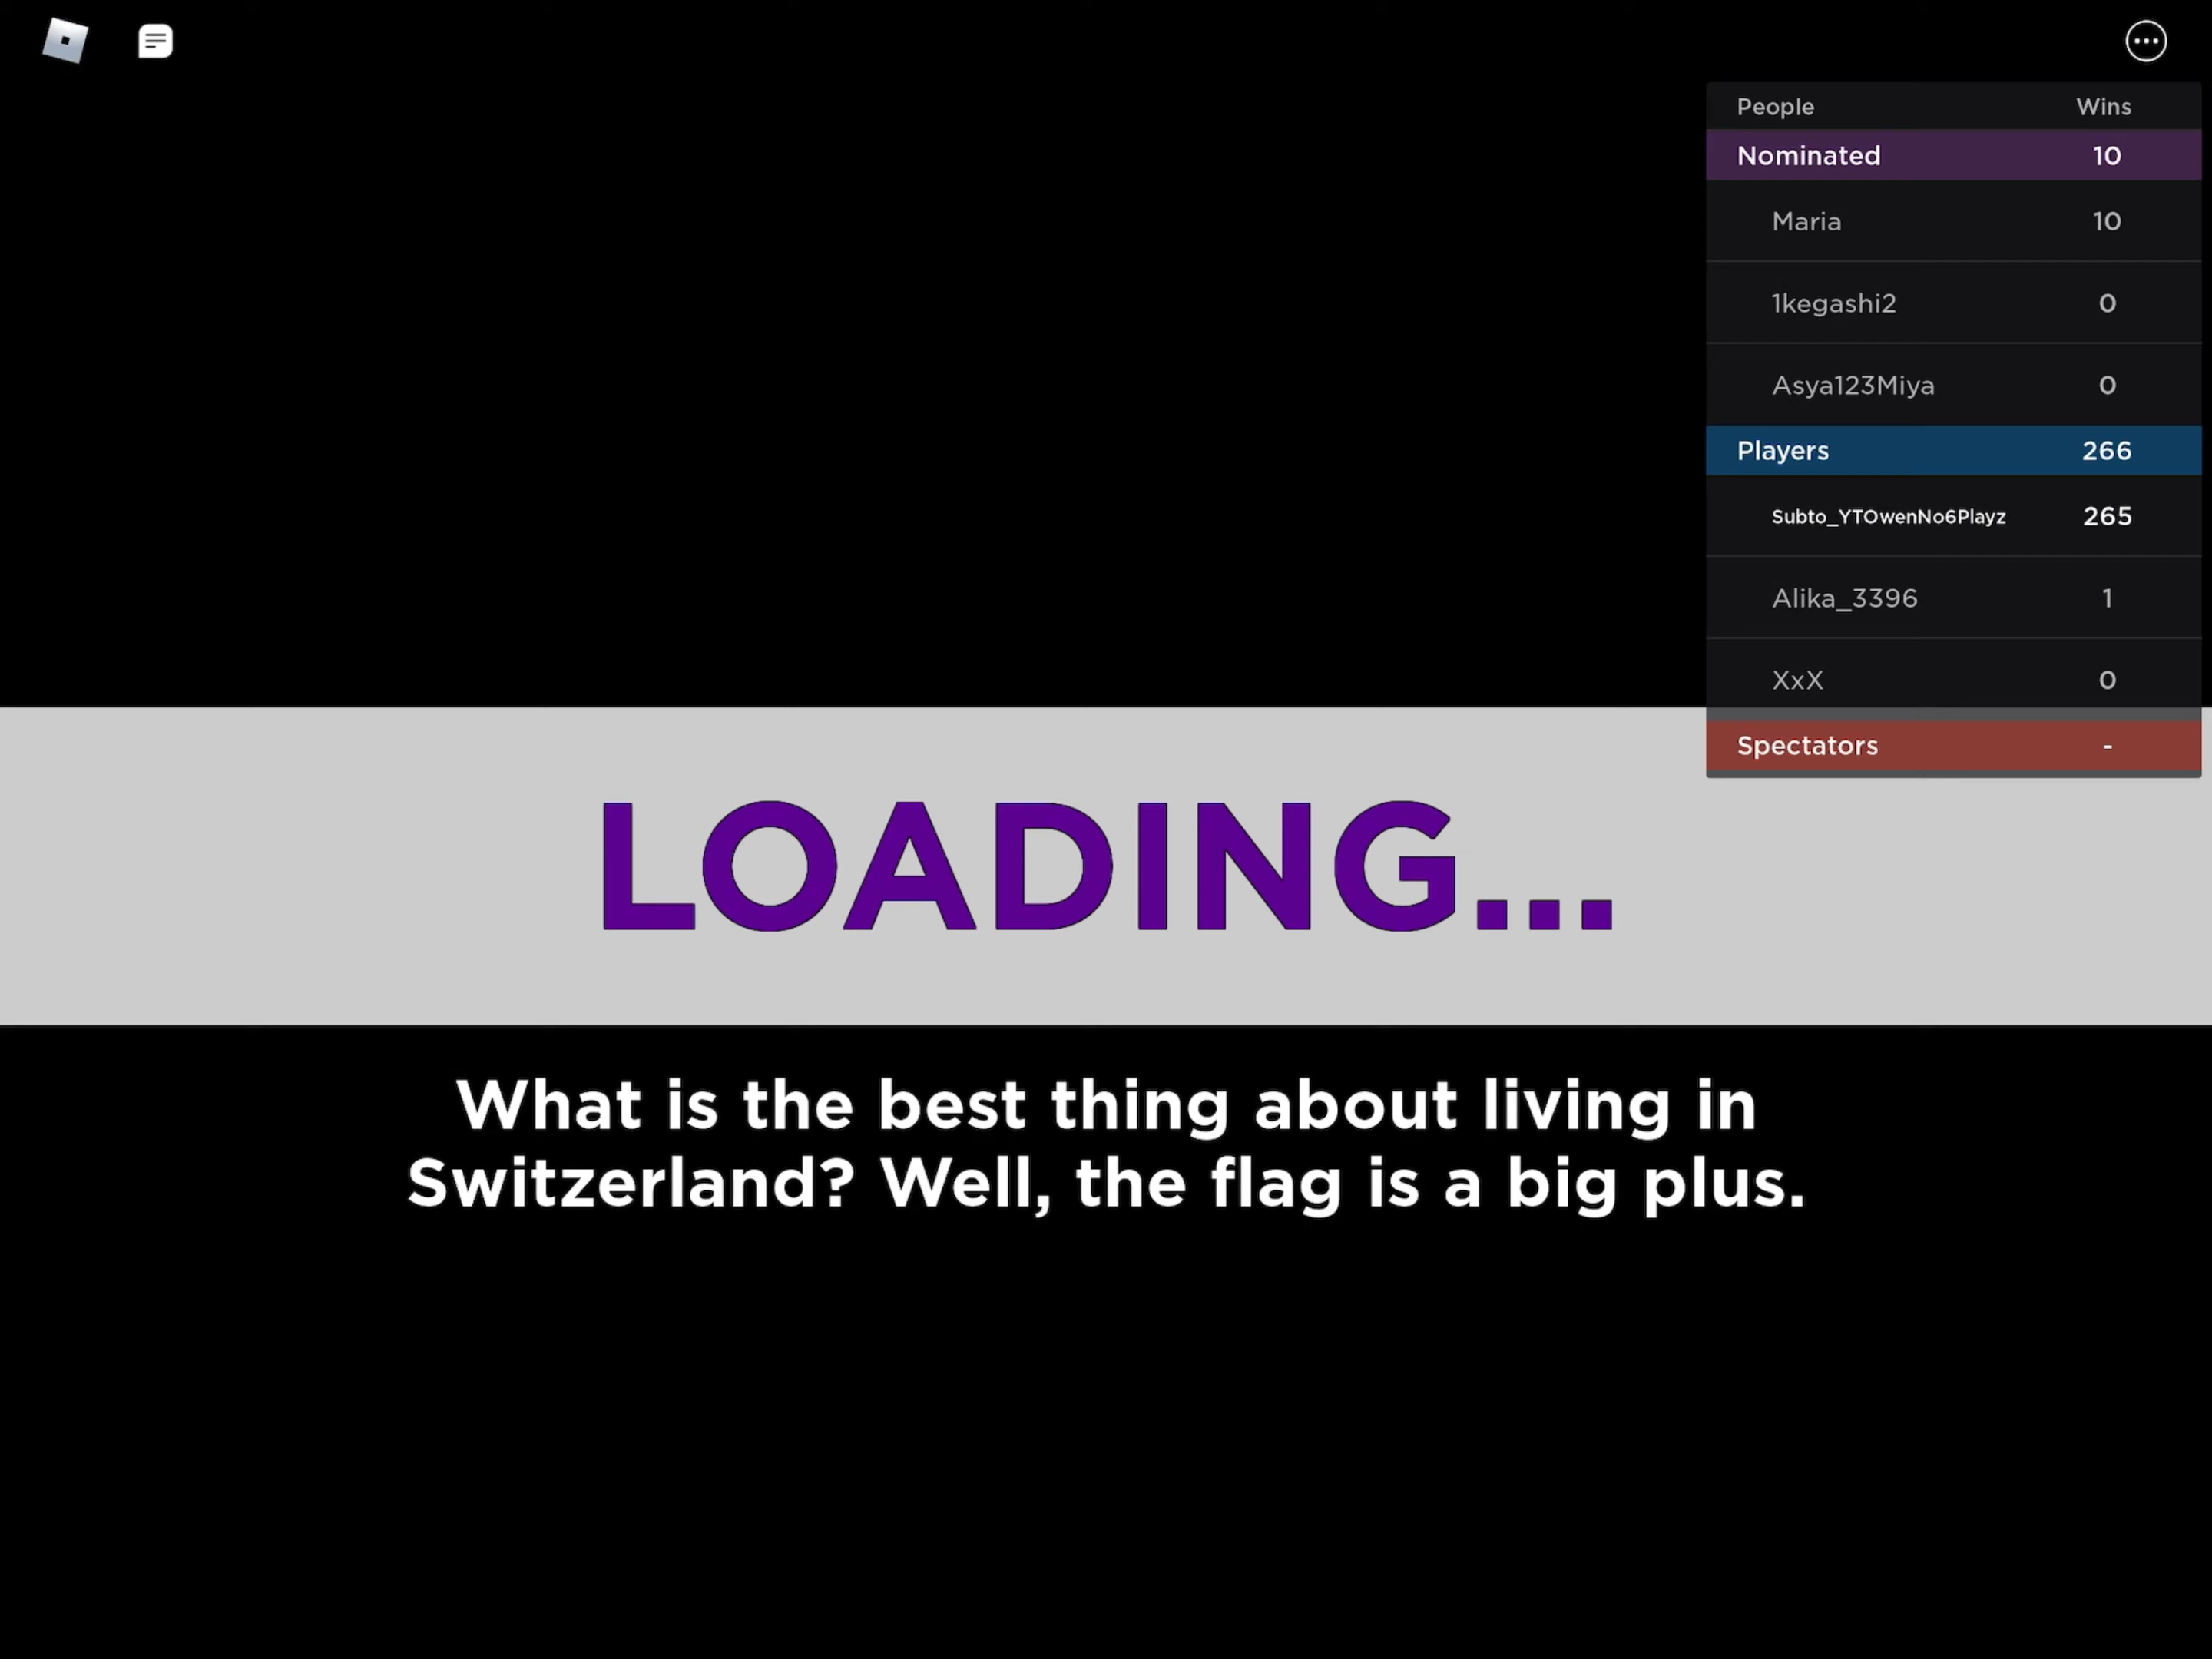 People Wins
Nominated 10
Maria 10
1kegashi2 0
Asya123Miya 0
Players 266
Subto_YTOwenNo6Playz 265
Alika_3396 1
XxX 0
Spectators -
LOADING...
What is the best thing about living in
Switzerland? Well, the flag is a big plus.